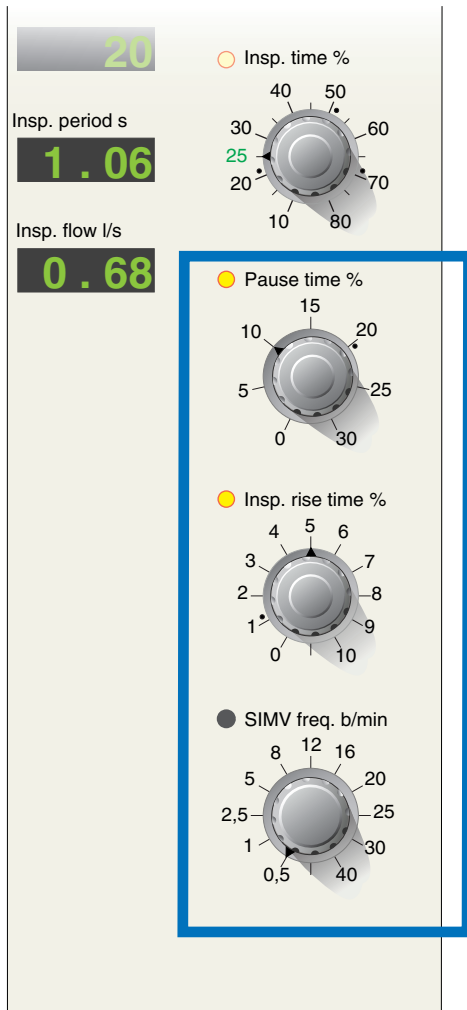 20
Insp. time %
40 50
30 60
25
20 70
10 80
Insp. period s
1 . 06
Insp. flow l/s
0 . 68
Pause time %
15
10 20
5 25
0 30
Insp. rise time %
5
4 6
3 7
2 8
1 9
0 10
SIMV freq. b/min
12
8 16
5 20
2,5 25
1 30
0,5 40